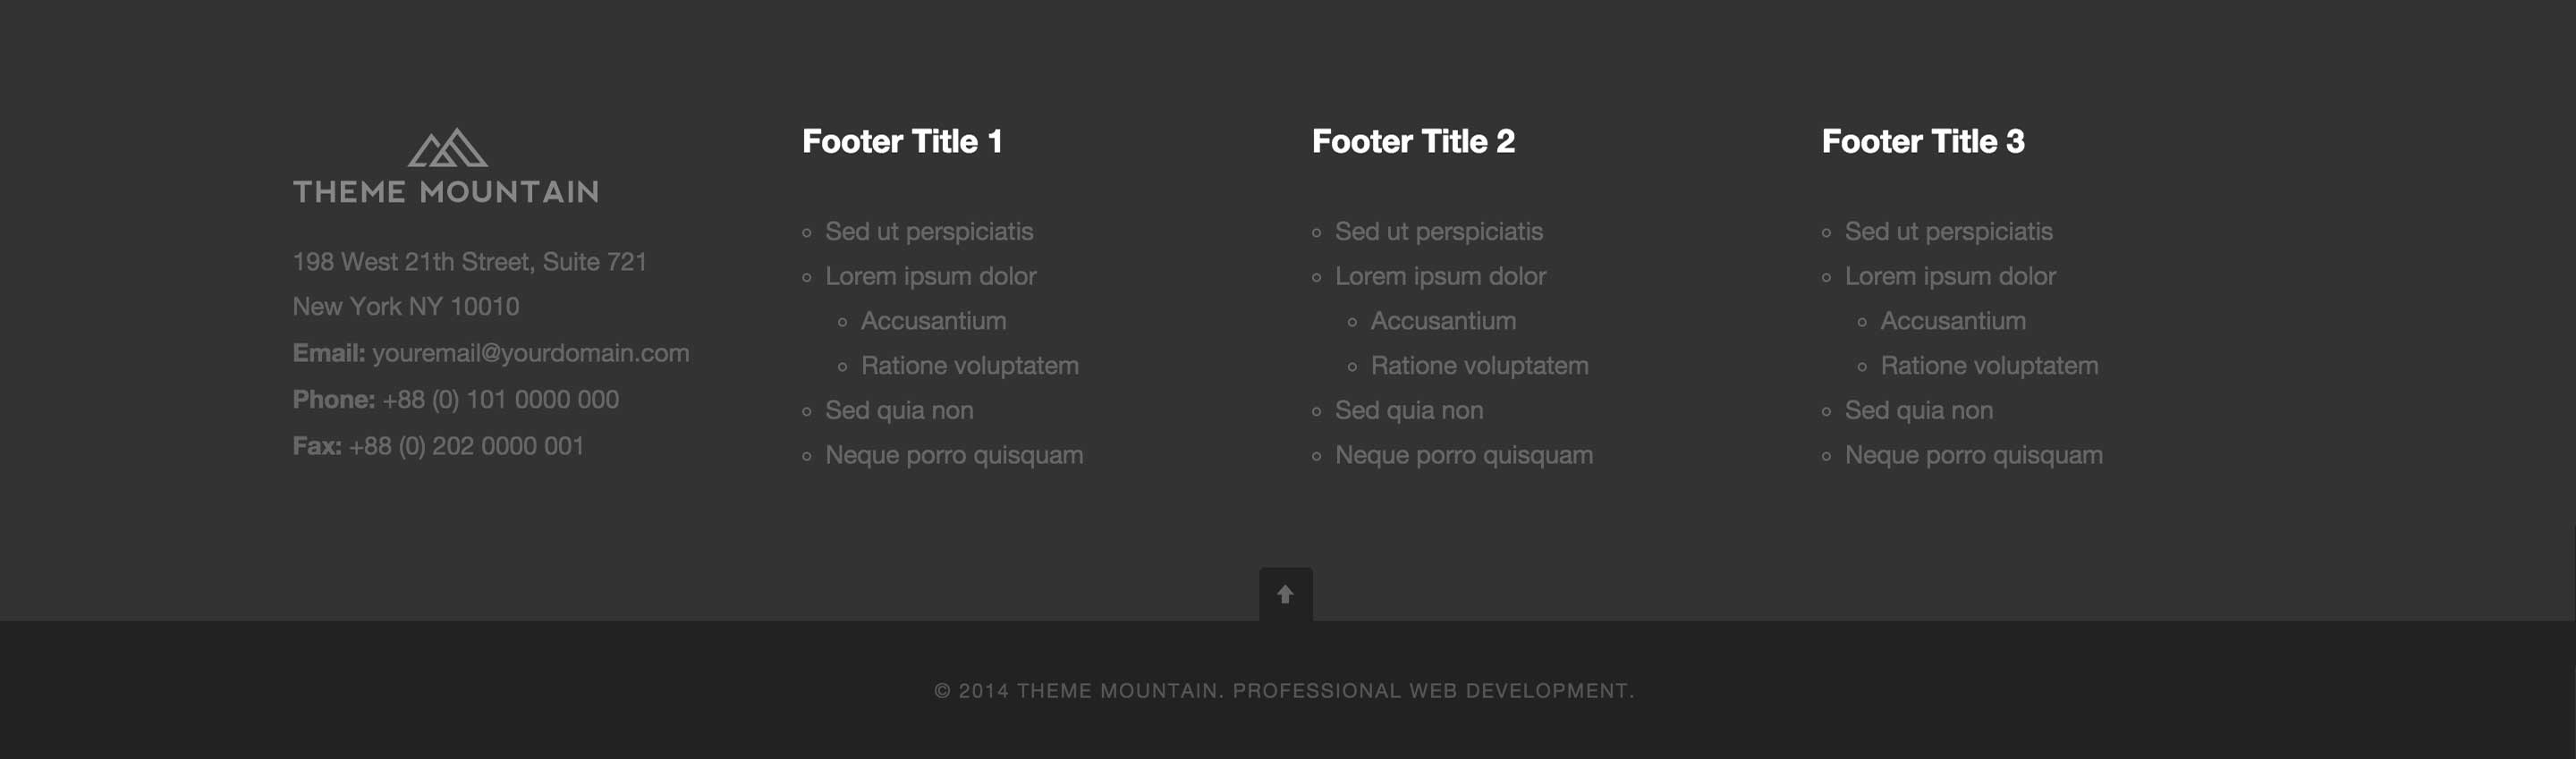 THEME MOUNTAIN
198 West 21th Street, Suite 721
New York NY 10010
Email: youremail@yourdomain.com
Phone: +88 (0) 101 0000 000
Fax: +88 (0) 202 0000 001
Footer Title 1
Sed ut perspiciatis
Lorem ipsum dolor
Accusantium
Ratione voluptatem
Sed quia non
Neque porro quisquam
Footer Title 2
Sed ut perspiciatis
Lorem ipsum dolor
Accusantium
Ratione voluptatem
Sed quia non
Neque porro quisquam
Footer Title 3
Sed ut perspiciatis
Lorem ipsum dolor
Accusantium
Ratione voluptatem
Sed quia non
Neque porro quisquam
© 2014 THEME MOUNTAIN. PROFESSIONAL WEB DEVELOPMENT.